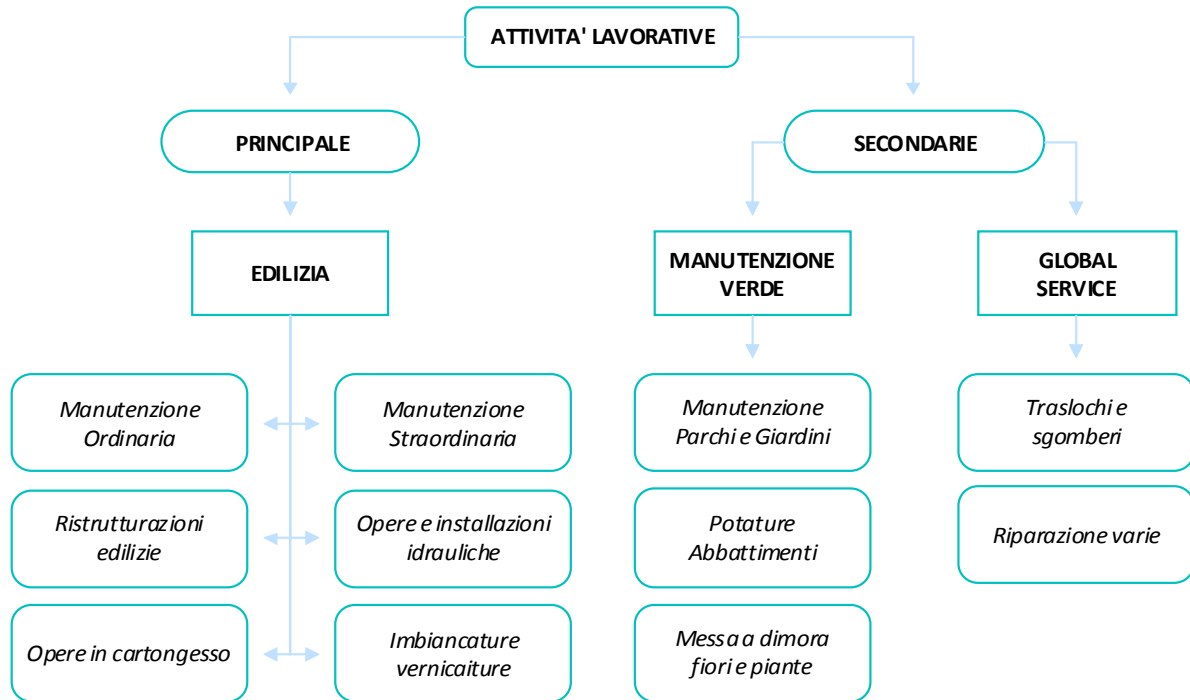 ATTIVITA' LAVORATIVE
PRINCIPALE
SECONDARIE
EDILIZIA
MANUTENZIONE
VERDE
GLOBAL
SERVICE
Manutenzione
Ordinaria
Manutenzione
Straordinaria
Manutenzione
Parchi e Giardini
Traslochi e
sgomberi
Ristrutturazioni
edilizie
Opere e installazioni
idrauliche
Potature
Abbattimenti
Riparazione varie
Opere in cartongesso
Imbiancature
vernicaiture
Messa a dimora
fiori e piante